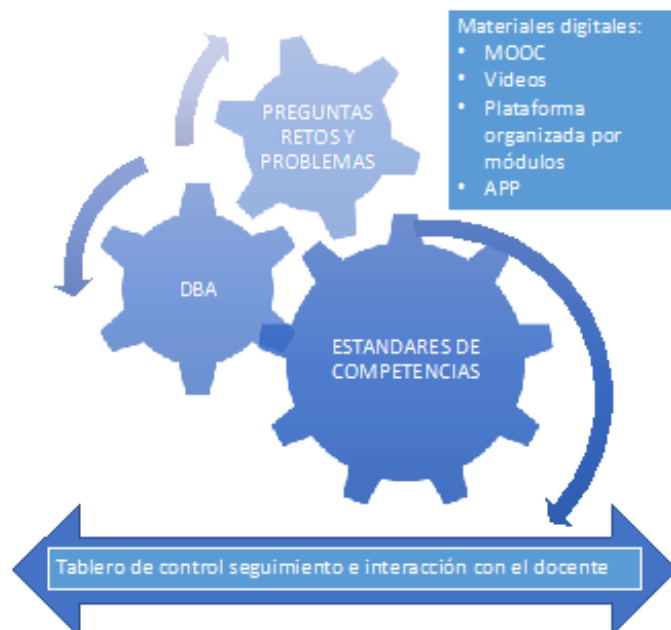 Materiales digitales:
• MOOC
• Videos
• Plataforma
organizada por
módulos
• APP
PREGUNTAS
RETOS Y
PROBLEMAS
DBA
ESTANDARES DE
COMPETENCIAS
Tablero de control seguimiento e interacción con el docente